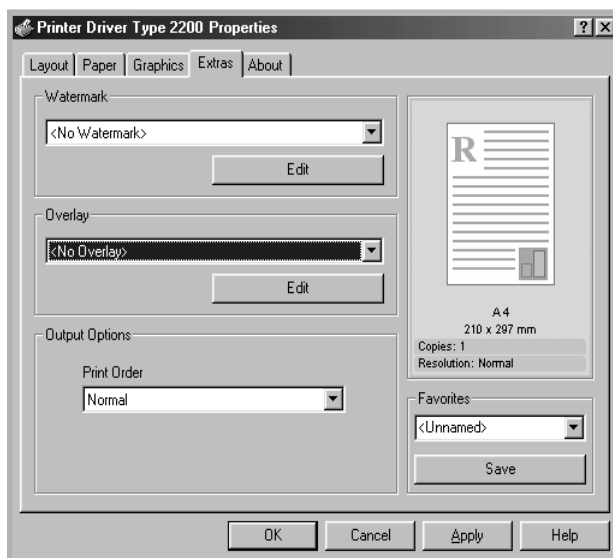 Printer Driver Type 2200 Properties
Layout Paper Graphics Extras About
Watermark
<No Watermark>
Edit
Overlay
<No Overlay>
Edit
Output Options
Print Order
Normal
R
A4
210 x 297 mm
Copies: 1
Resolution: Normal
Favorites
<Unnamed>
Save
OK Cancel Apply Help